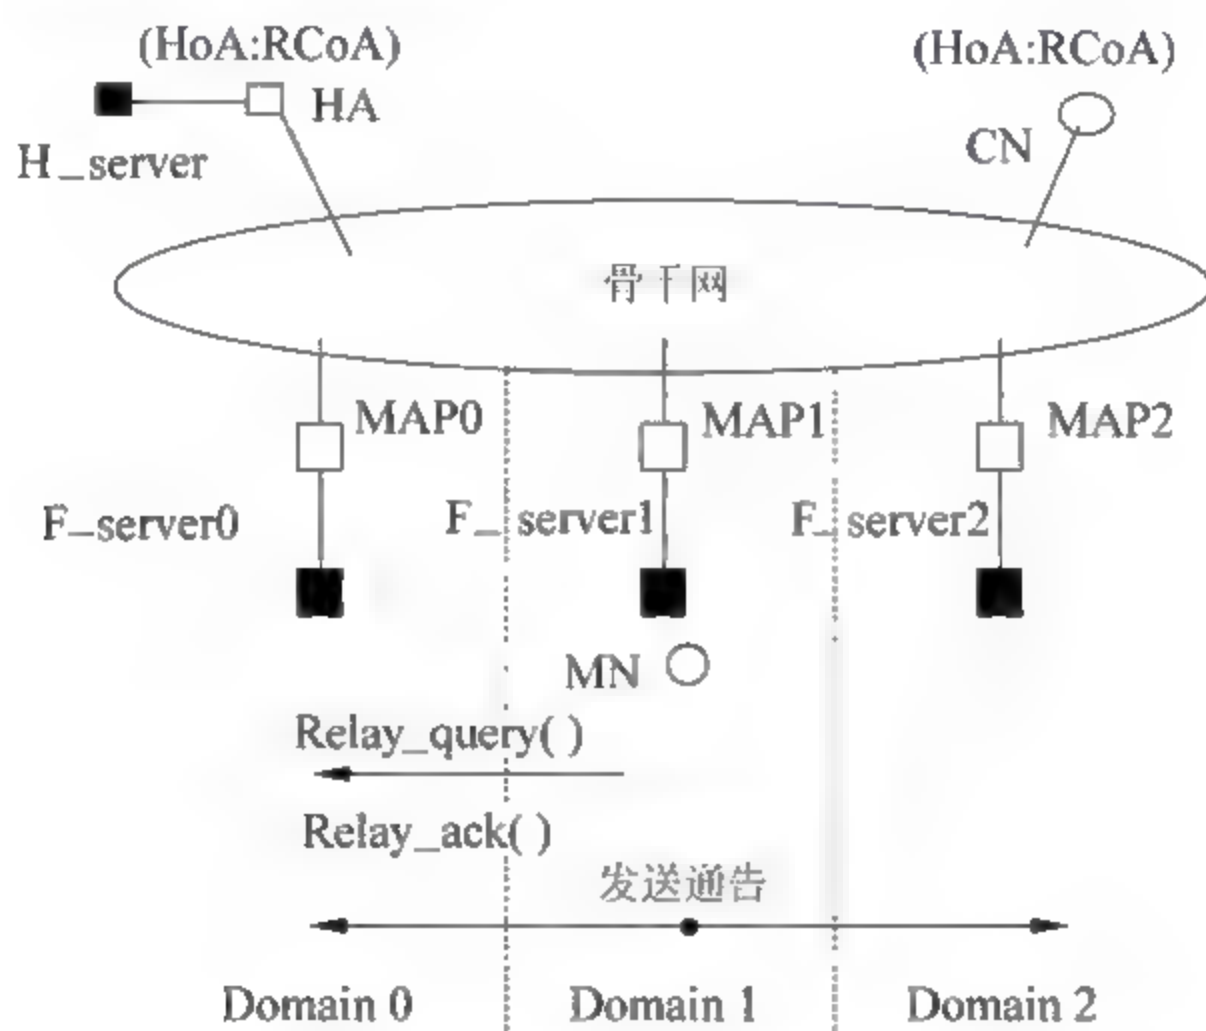 (HoA:RCoA)
(HoA:RCoA)
HA
CN
H_server
骨干网
MAP0
MAP1
MAP2
F_server0
F_server1
F_server2
MN
Relay_query( )
Relay_ack( )
发送通告
Domain 0
Domain 1
Domain 2